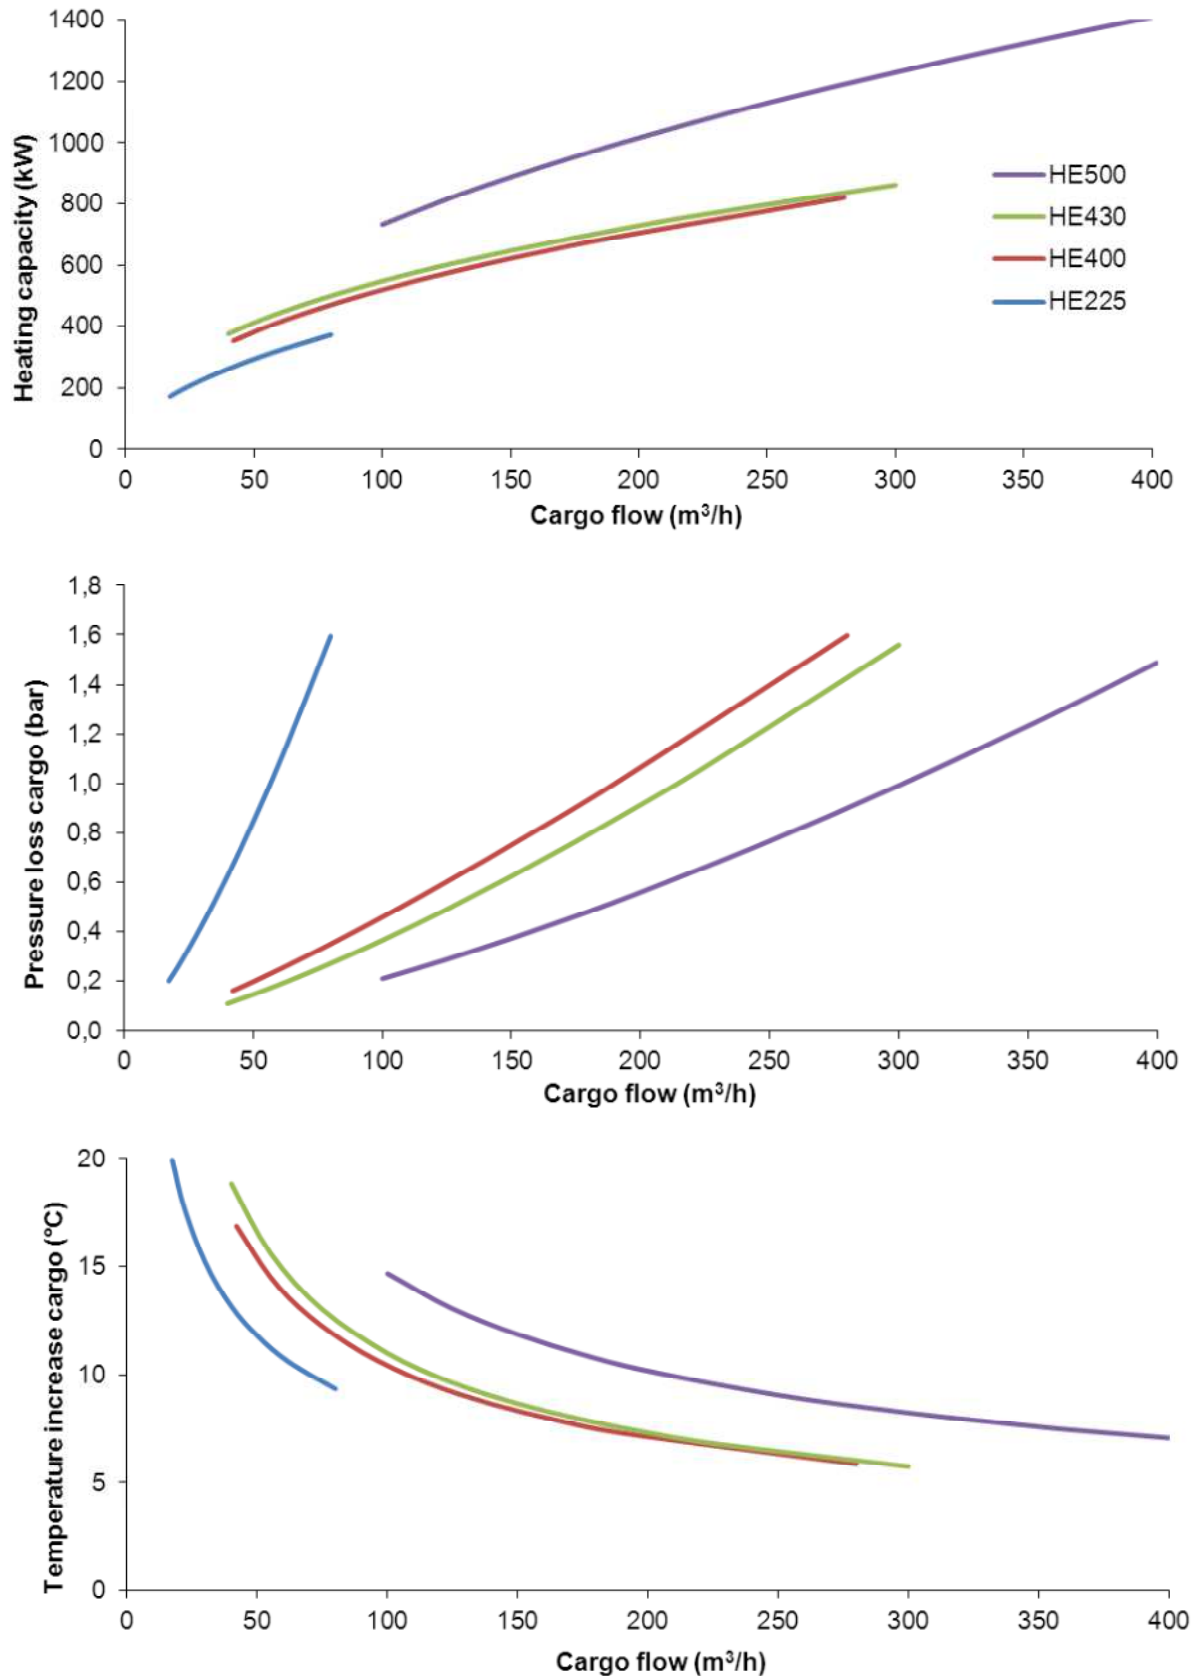 1400
1200
1000
800
600
400
200
0
Heating capacity (kW)
HE500
HE430
HE400
HE225
0 50 100 150 200 250 300 350 400
Cargo flow (m³/h)
1,8
1,6
1,4
1,2
1,0
0,8
0,6
0,4
0,2
0,0
Pressure loss cargo (bar)
0 50 100 150 200 250 300 350 400
Cargo flow (m³/h)
20
15
10
5
0
Temperature increase cargo (°C)
0 50 100 150 200 250 300 350 400
Cargo flow (m³/h)